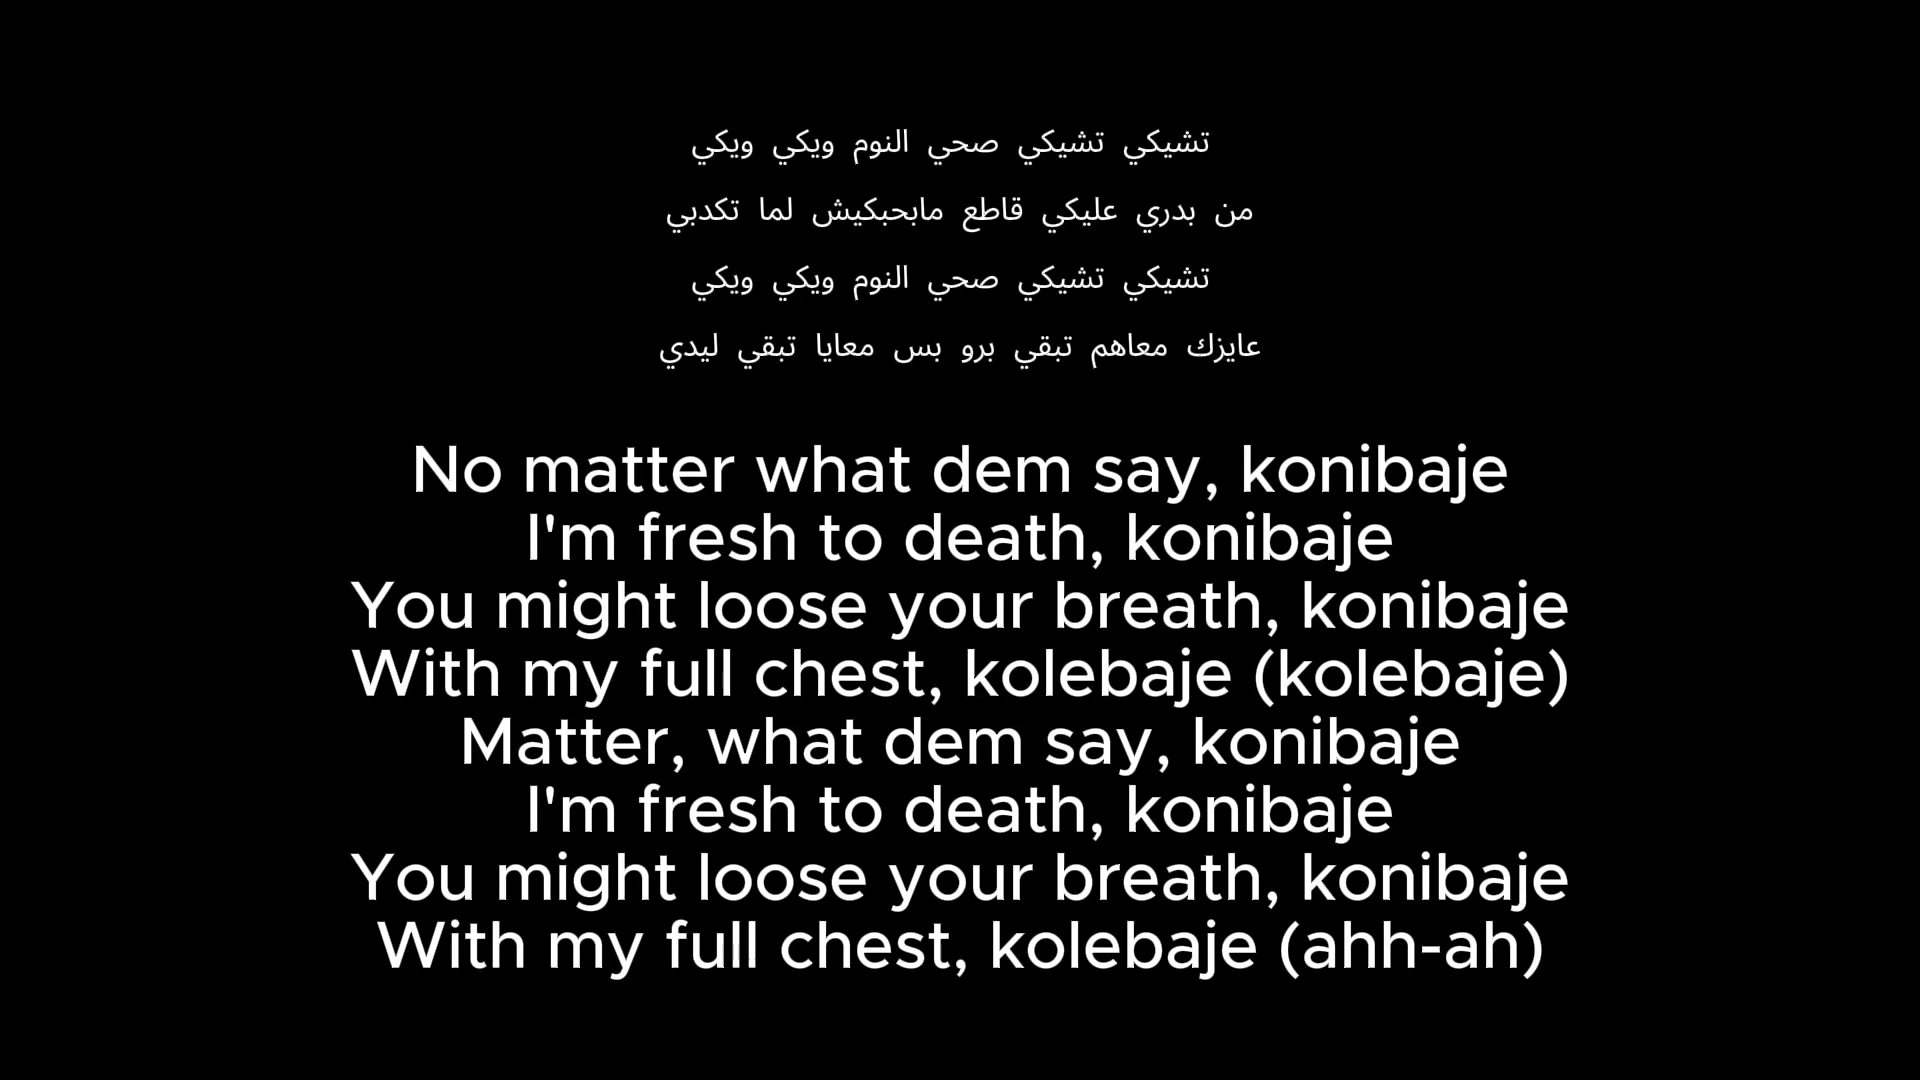 تشيكي تشيكي صحي النوم ويكي ويكي
من بدري عليكي قاطع مابحبكيش لما تكدبي
تشيكي تشيكي صحي النوم ويكي ويكي
عايزك معاهم تبقي برو بس معايا تبقي ليدي
No matter what dem say, konibaje
I'm fresh to death, konibaje
You might loose your breath, konibaje
With my full chest, kolebaje (kolebaje)
Matter, what dem say, konibaje
I'm fresh to death, konibaje
You might loose your breath, konibaje
With my full chest, kolebaje (ahh-ah)